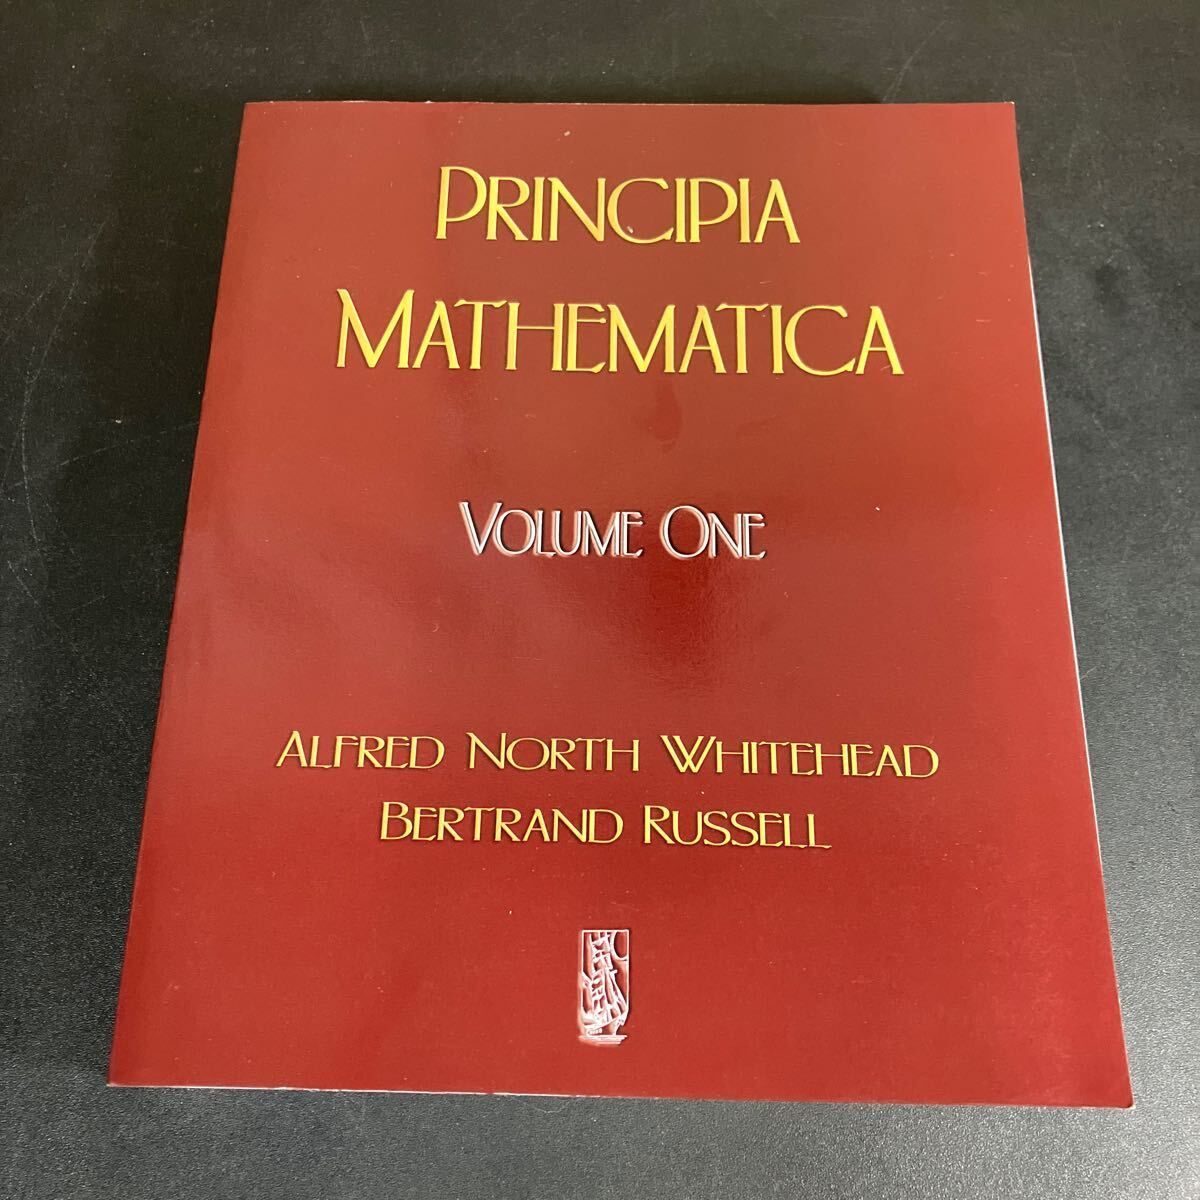 PRINCIPIA
MATHEMATICA
VOLUME ONE
ALFRED NORTH WHITEHEAD
BERTRAND RUSSELL